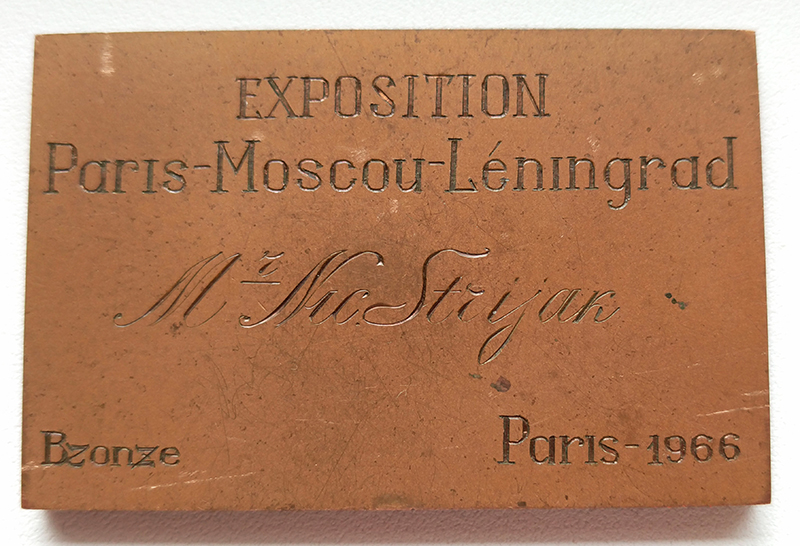 EXPOSITION
Paris-Moscou-Léningrad
Mr Nic. Strijak
Bronze
Paris-1966